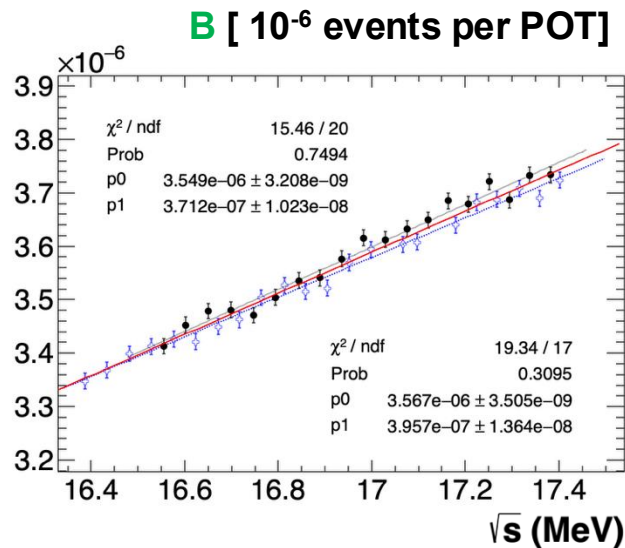 B [ 10⁻⁶ events per POT]
×10⁻⁶
3.9
3.8
3.7
3.6
3.5
3.4
3.3
3.2
χ² / ndf 15.46 / 20
Prob 0.7494
p0 3.549e−06 ± 3.208e−09
p1 3.712e−07 ± 1.023e−08
χ² / ndf 19.34 / 17
Prob 0.3095
p0 3.567e−06 ± 3.505e−09
p1 3.957e−07 ± 1.364e−08
16.4 16.6 16.8 17 17.2 17.4
√s (MeV)